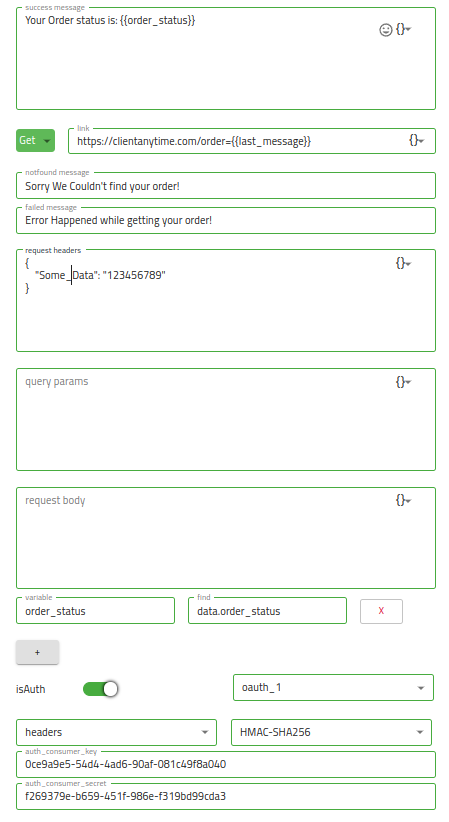 success message
Your Order status is: {{order_status}}
{}
Get
link
https://clientanytime.com/order={{last_message}}
{}
notfound message
Sorry We Couldn't find your order!
failed message
Error Happened while getting your order!
request headers
{
"Some_Data": "123456789"
}
{}
query params
{}
request body
{}
variable
order_status
find
data.order_status
X
+
isAuth
oauth_1
headers
HMAC-SHA256
auth_consumer_key
0ce9a9e5-54d4-4ad6-90af-081c49f8a040
auth_consumer_secret
f269379e-b659-451f-986e-f319bd99cda3